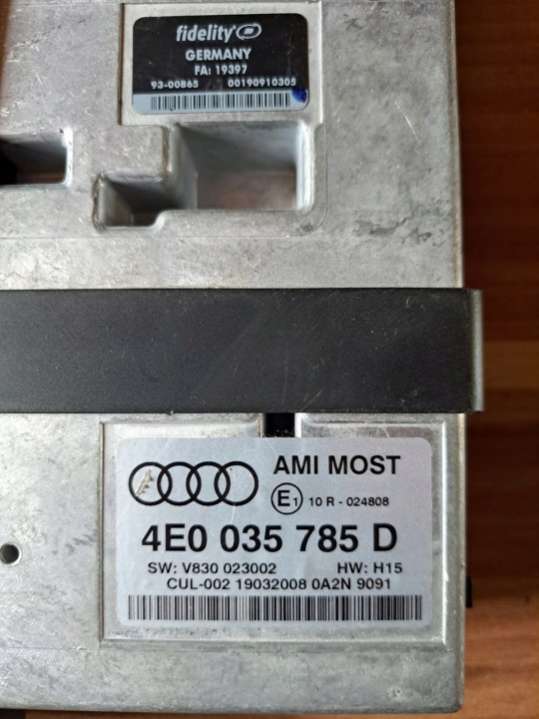 fidelity
GERMANY
FA: 19397
93-00865 00190910305
AMI MOST
E1 10 R - 024808
4E0 035 785 D
SW: V830 023002 HW: H15
CUL-002 19032008 0A2N 9091